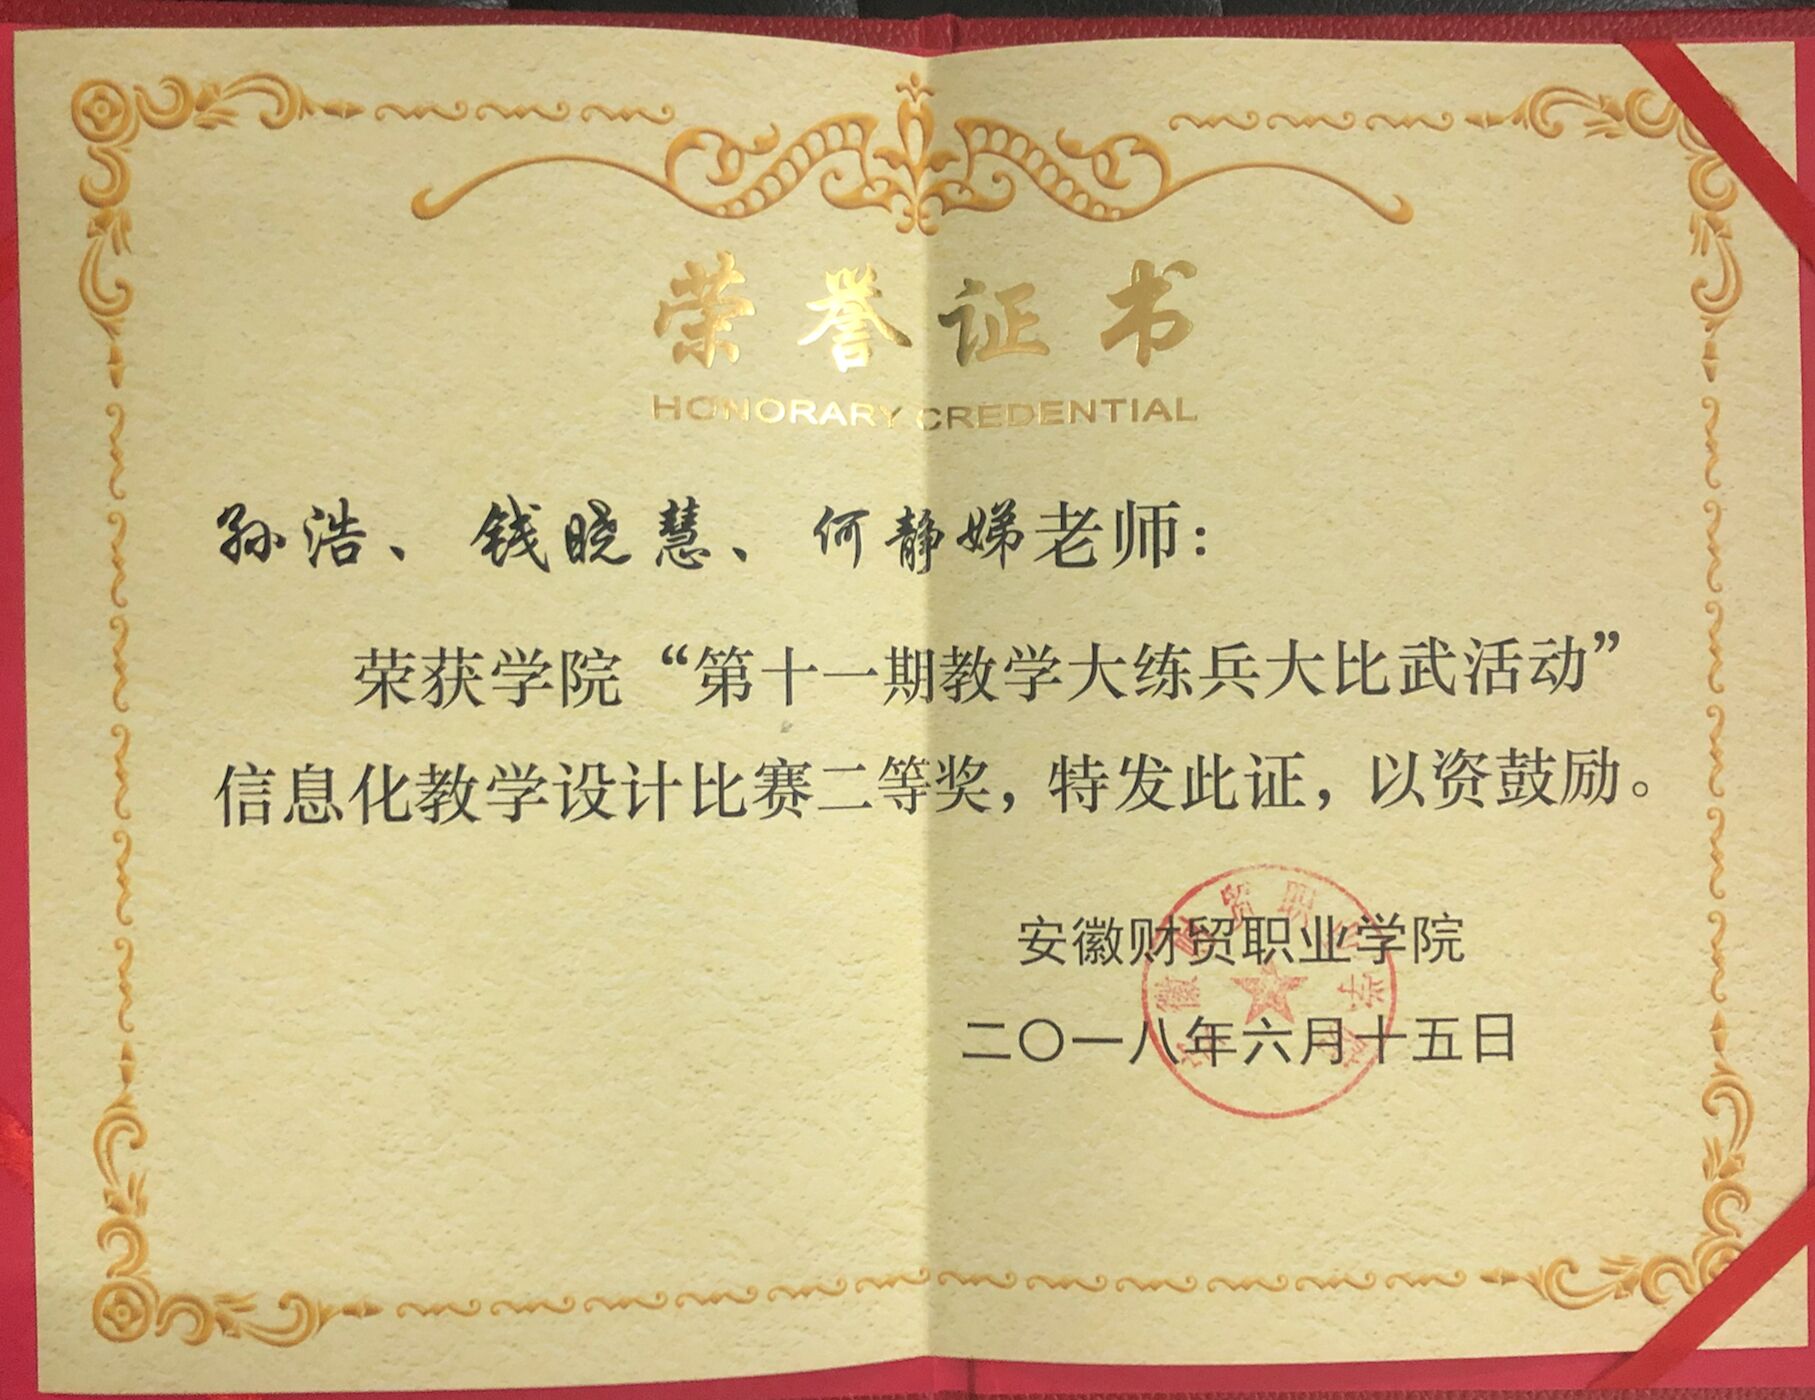 荣誉证书
HONORARY CREDENTIAL
孙浩、钱晓慧、何静娣老师：
荣获学院“第十一期教学大练兵大比武活动”
信息化教学设计比赛二等奖，特发此证，以资鼓励。
安徽财贸职业学院
二〇一八年六月十五日